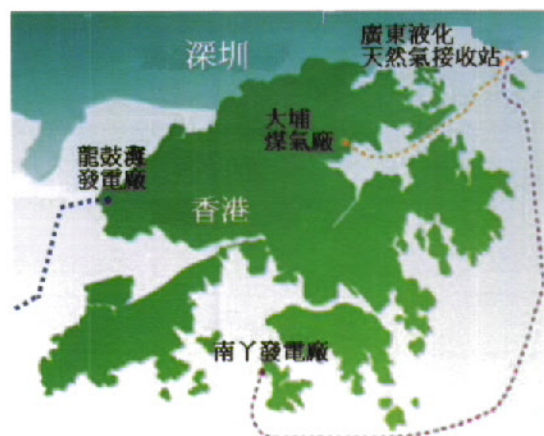 廣東液化
天然氣接收站
深圳
大埔
煤氣廠
龍鼓灘
發電廠
香港
南丫發電廠